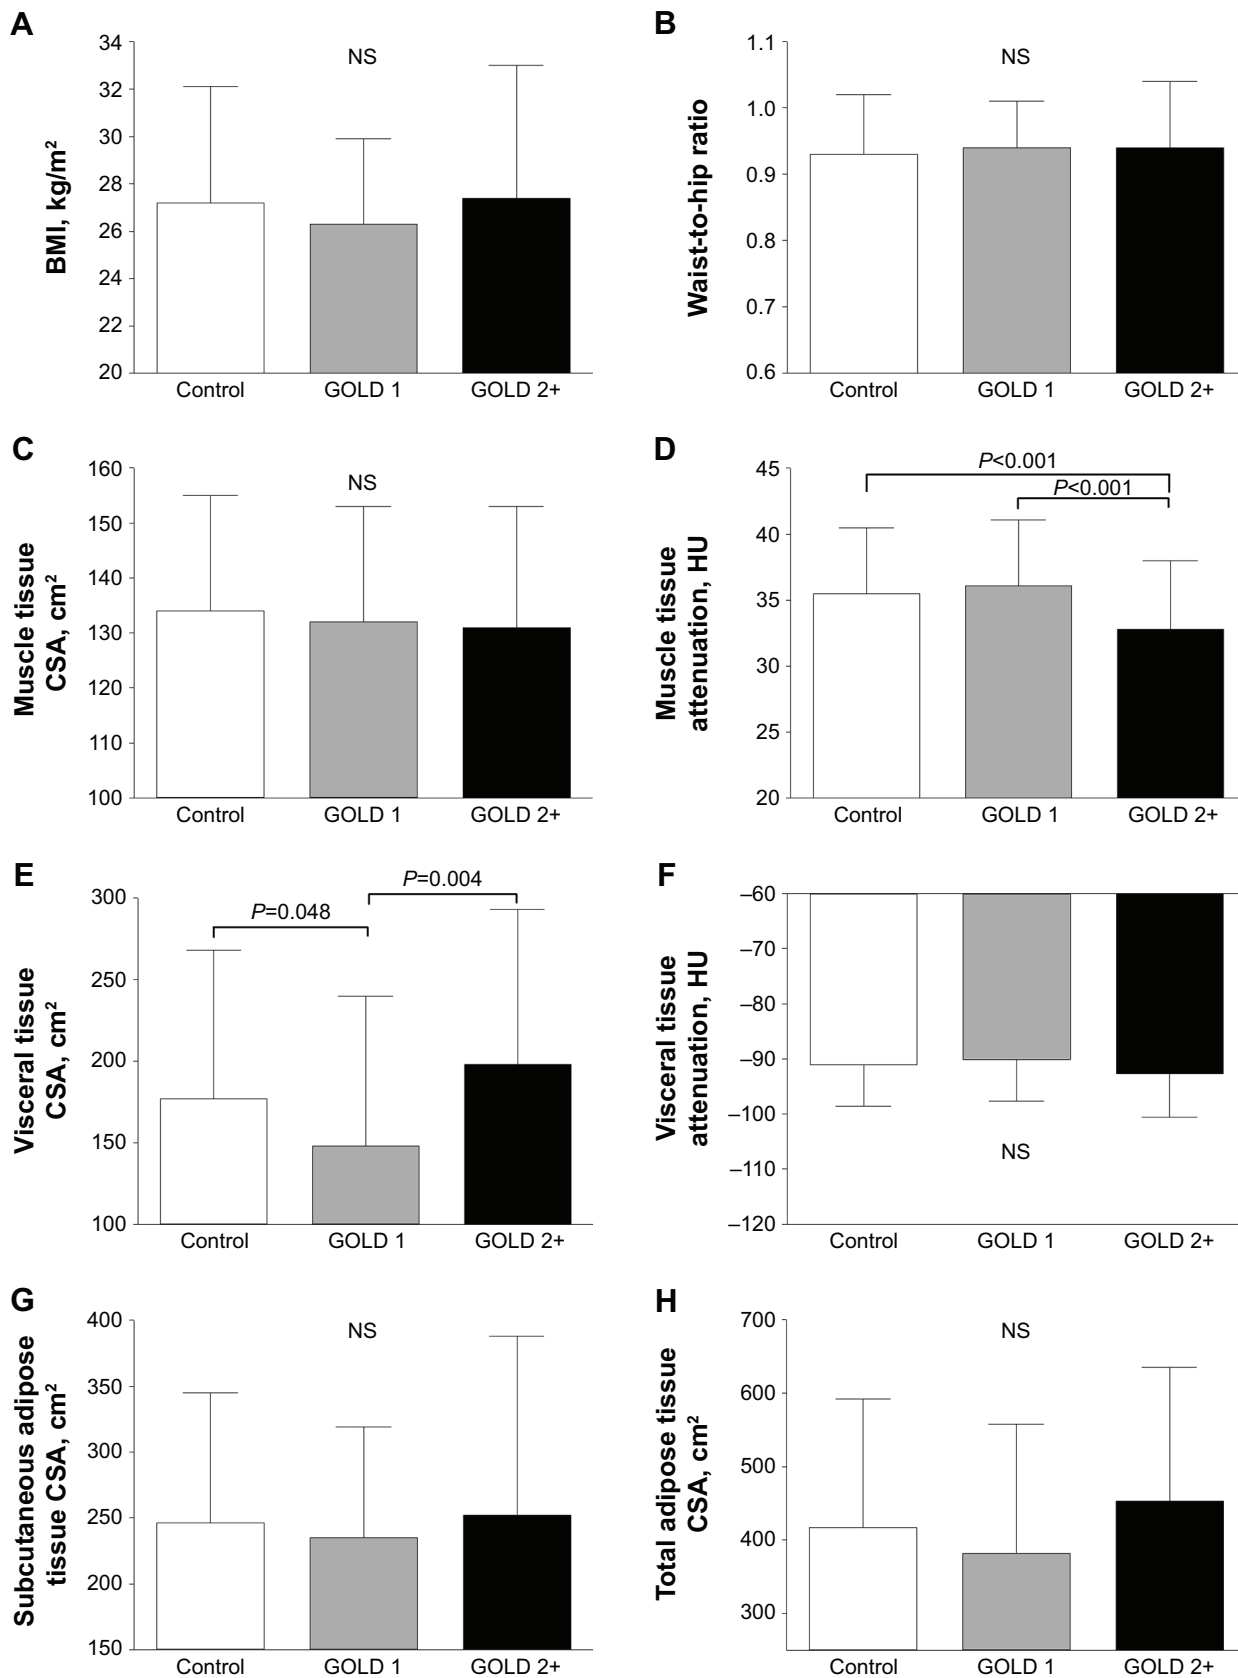 A
BMI, kg/m²
34
32
30
28
26
24
22
20
NS
Control
GOLD 1
GOLD 2+
B
Waist-to-hip ratio
1.1
1.0
0.9
0.8
0.7
0.6
NS
Control
GOLD 1
GOLD 2+
C
Muscle tissue
CSA, cm²
160
150
140
130
120
110
100
NS
Control
GOLD 1
GOLD 2+
D
Muscle tissue
attenuation, HU
45
40
35
30
25
20
P<0.001
P<0.001
Control
GOLD 1
GOLD 2+
E
Visceral tissue
CSA, cm²
300
250
200
150
100
P=0.004
P=0.048
Control
GOLD 1
GOLD 2+
F
Visceral tissue
attenuation, HU
–60
–70
–80
–90
–100
–110
–120
NS
Control
GOLD 1
GOLD 2+
G
Subcutaneous adipose
tissue CSA, cm²
400
350
300
250
200
150
NS
Control
GOLD 1
GOLD 2+
H
Total adipose tissue
CSA, cm²
700
600
500
400
300
NS
Control
GOLD 1
GOLD 2+